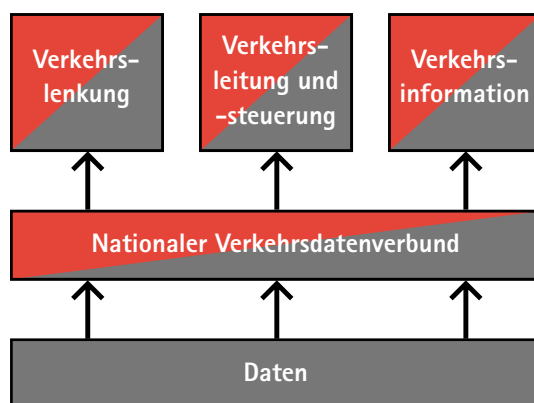 Verkehrs-
lenkung
Verkehrs-
leitung und
-steuerung
Verkehrs-
information
Nationaler Verkehrsdatenverbund
Daten